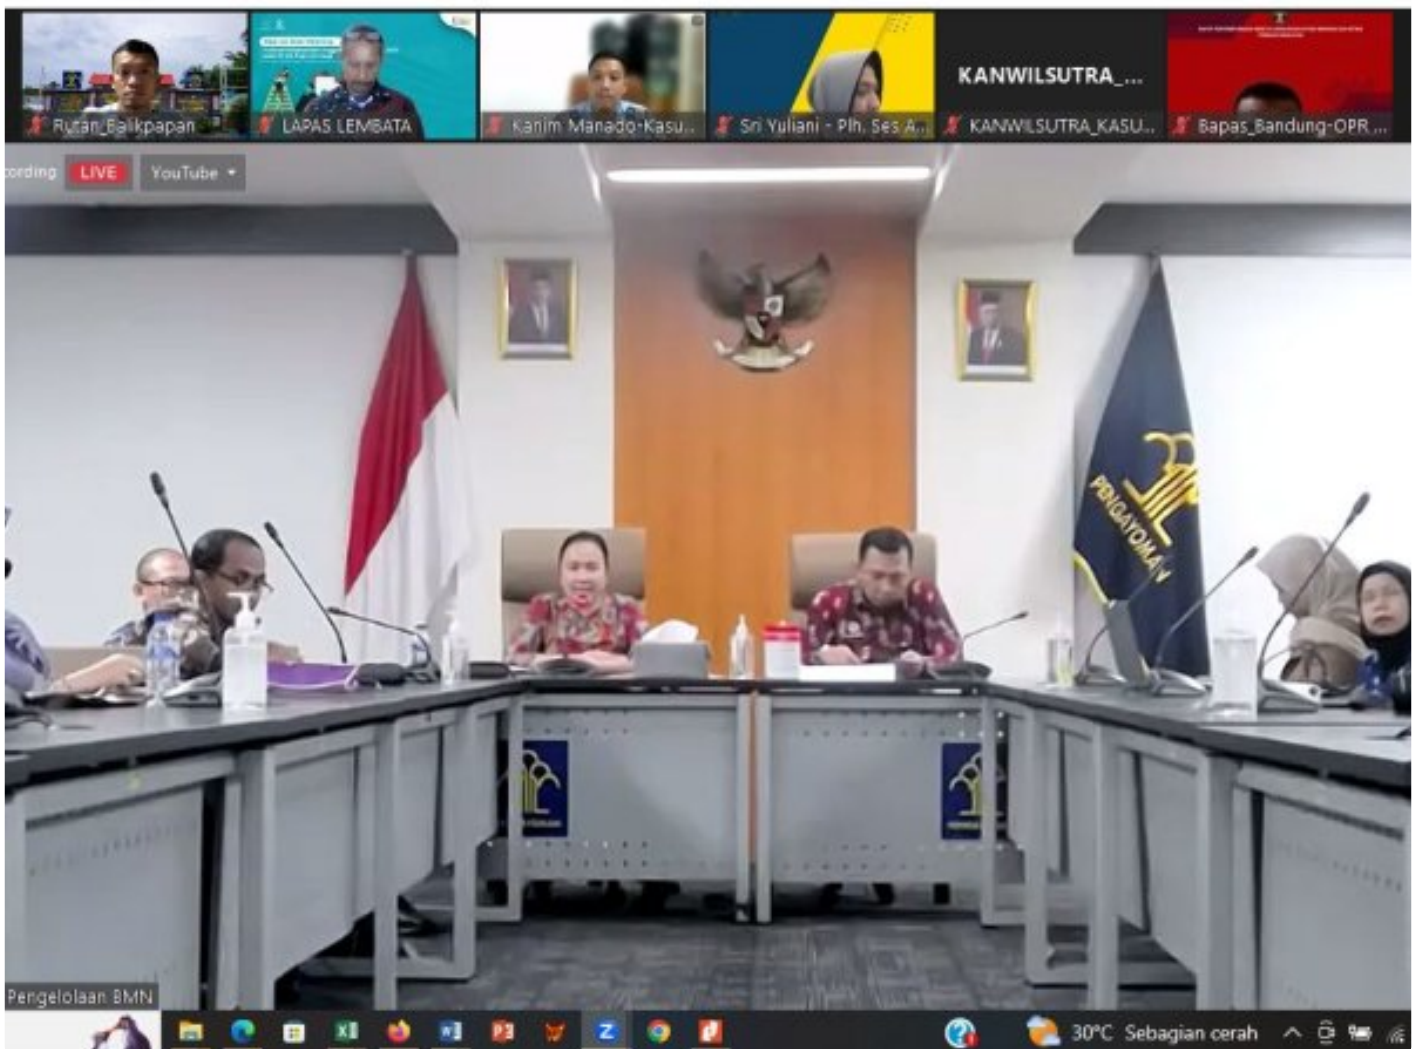 Rutan_Balikpapan
LAPAS LEMBATA
Kanim Manado-Kasu...
Sri Yuliani - Plh. Ses A...
KANWILSUTRA_...
KANWILSUTRA_KASU...
Bapas_Bandung-OPR ...
cording
LIVE
YouTube
PENGAYOMAN
Pengelolaan BMN
30°C Sebagian cerah